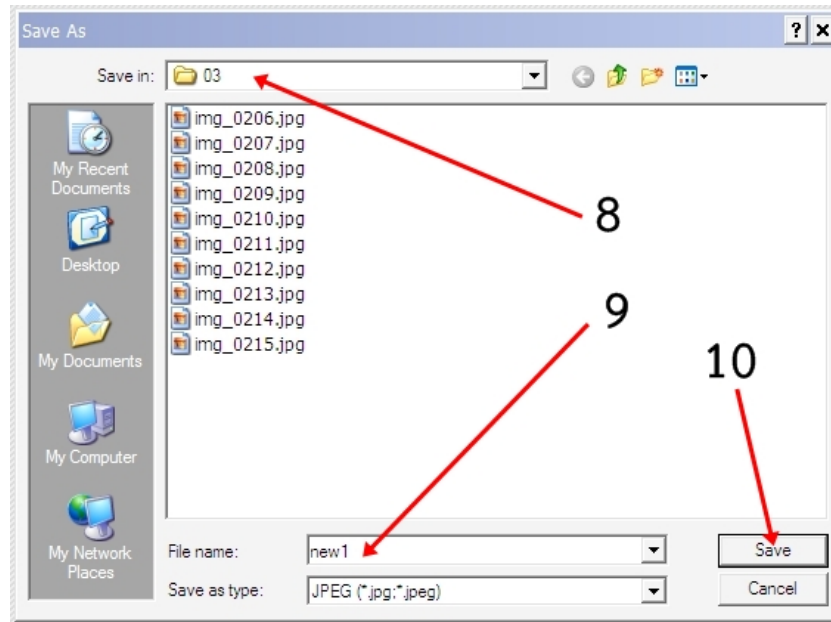 Save As
Save in: 03
img_0206.jpg
img_0207.jpg
My Recent
Documents
img_0208.jpg
img_0209.jpg
img_0210.jpg
8
img_0211.jpg
Desktop
img_0212.jpg
img_0213.jpg
9
img_0214.jpg
img_0215.jpg
My Documents
10
My Computer
My Network
Places
File name: new1 Save
Save as type: JPEG (*.jpg;*.jpeg) Cancel